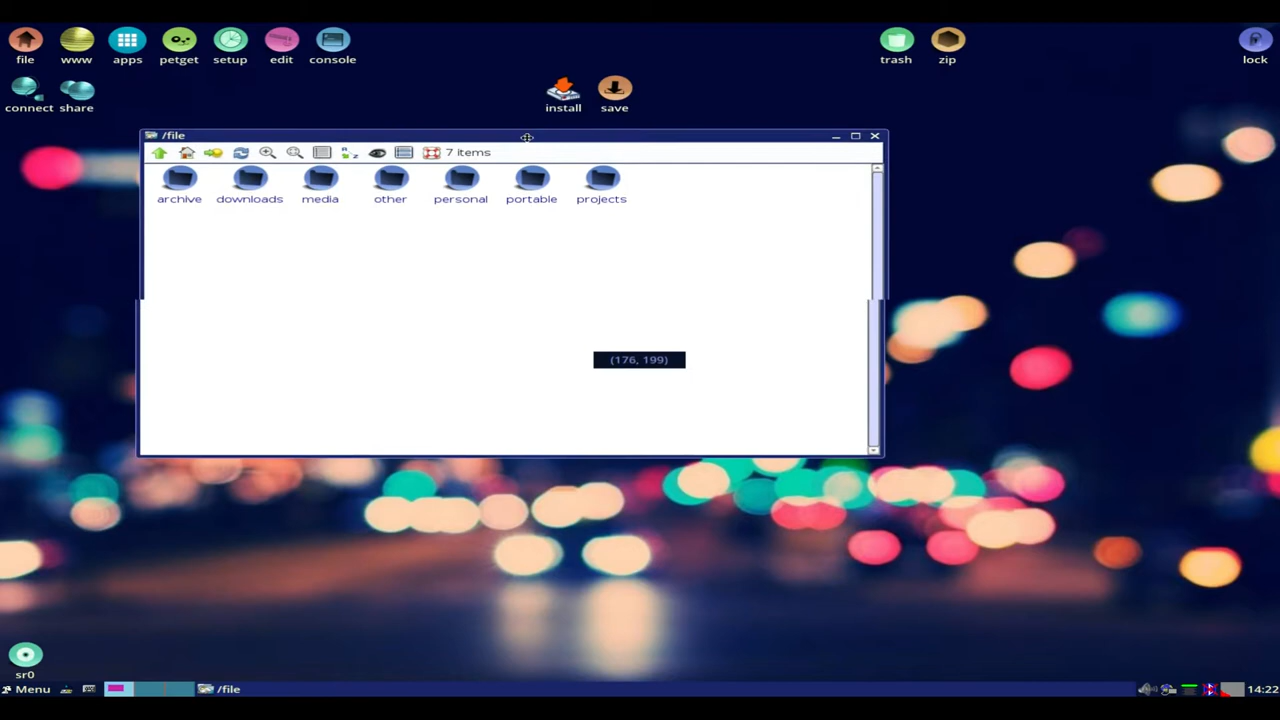 file
www
apps
petget
setup
edit
console
trash
zip
lock
connect
share
install
save
/file
7 items
archive
downloads
media
other
personal
portable
projects
(176, 199)
sr0
Menu
/file
14:22